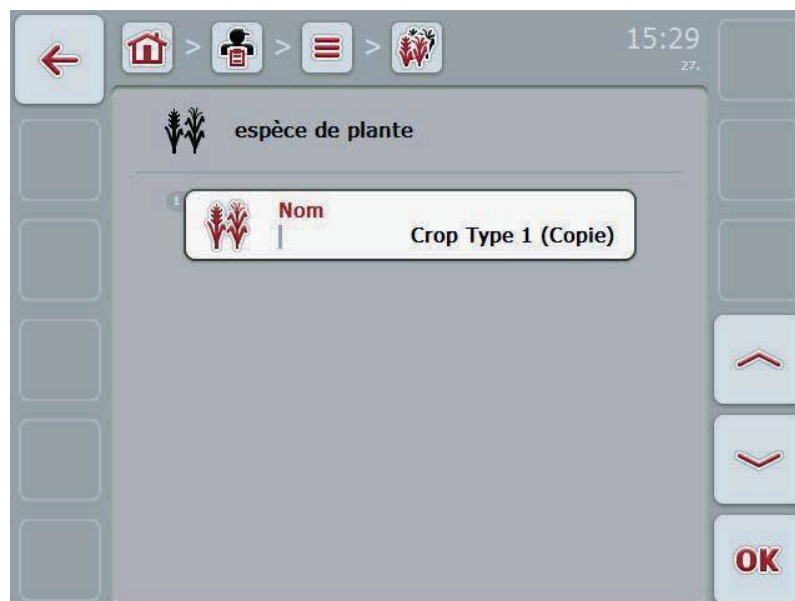 > > >
15:29
27.
espèce de plante
1
Nom
Crop Type 1 (Copie)
OK